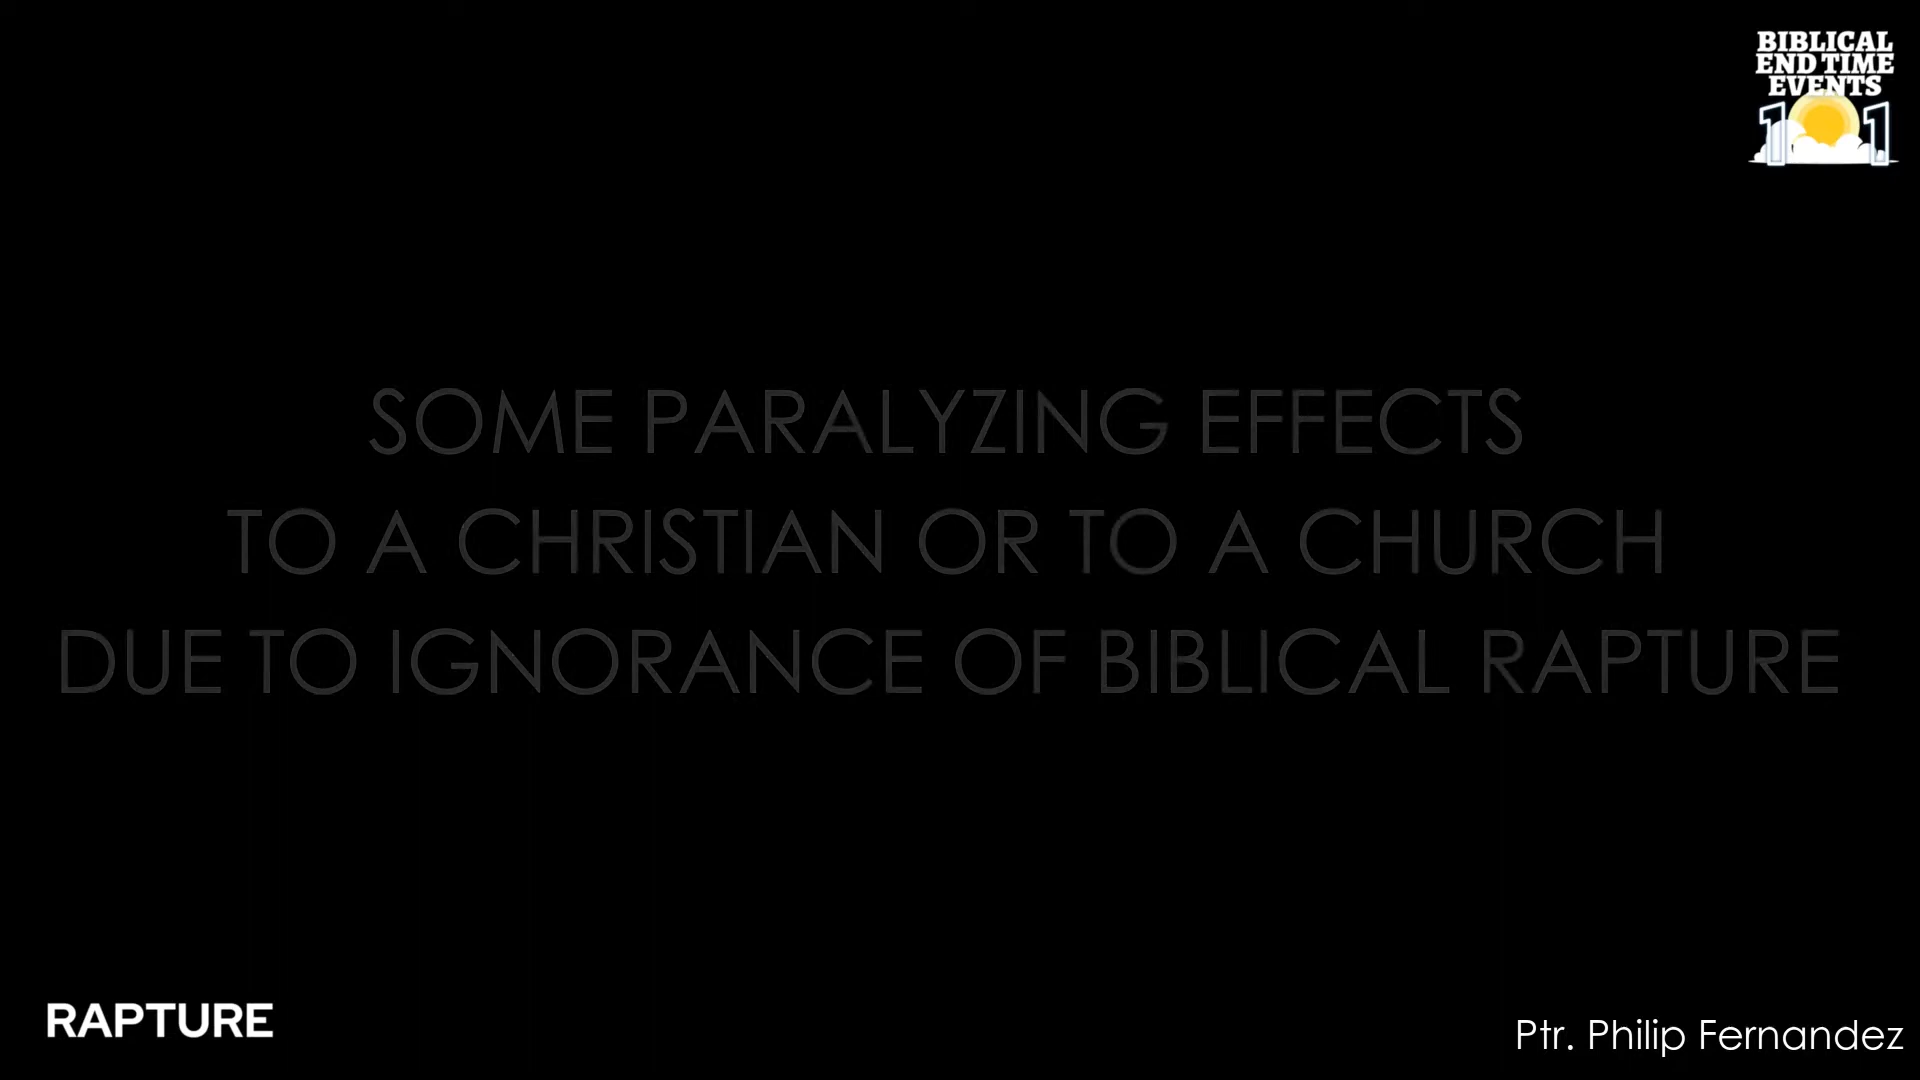 BIBLICAL
END TIME
EVENTS
101
SOME PARALYZING EFFECTS
TO A CHRISTIAN OR TO A CHURCH
DUE TO IGNORANCE OF BIBLICAL RAPTURE
RAPTURE
Ptr. Philip Fernandez